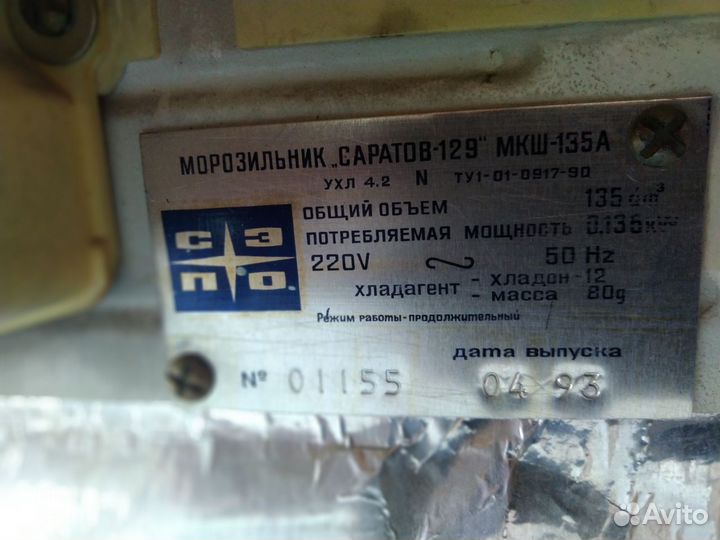 МОРОЗИЛЬНИК „САРАТОВ-129" МКШ-135А
УХЛ 4.2 N ТУ1-01-0917-90
СЭПО
ОБЩИЙ ОБЪЕМ 135 dm³
ПОТРЕБЛЯЕМАЯ МОЩНОСТЬ 0.135 kW
220V ~ 50 Hz
ХЛАДАГЕНТ - ХЛАДОН-12
- МАССА 80g
Режим работы-продолжительный
дата выпуска
№ 01155 04 93
Avito